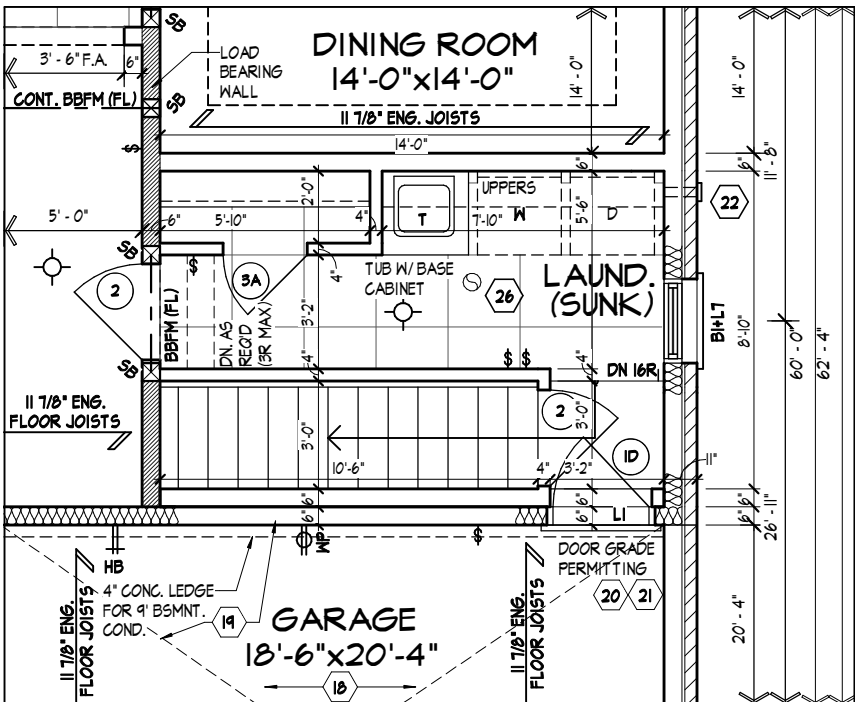 SB
DINING ROOM
14'-0"x14'-0"
LOAD
BEARING
WALL
3' - 6" F.A.
6"
CONT. BBFM (FL)
SB
14' - 0"
14' - 0"
11 7/8" ENG. JOISTS
14'-0"
$
6"
6"
11' - 8"
2'-0"
UPPERS
5'-6"
22
5' - 0"
6"
5'-10"
4"
T
7'-10"
W
D
SB
$
3A
4"
TUB W/ BASE
CABINET
LAUND.
(SUNK)
2
26
BBFM (FL)
DN. AS
REQ'D
(3R MAX)
3'-2"
B1+L7
8'-10"
60' - 0"
62' - 4"
SB
4"
$ $
4"
DN 16R
11 7/8" ENG.
FLOOR JOISTS
2
3'-0"
3'-0"
1D
10'-6"
4"
3'-2"
11"
6"
6"
6"
6"
L1
6"
6"
26' - 11"
HB
WP
$
DOOR GRADE
PERMITTING
20
21
4" CONC. LEDGE
FOR 9' BSMNT.
COND.
19
11 7/8" ENG.
FLOOR JOISTS
GARAGE
18'-6"x20'-4"
18
11 7/8" ENG.
FLOOR JOISTS
20' - 4"